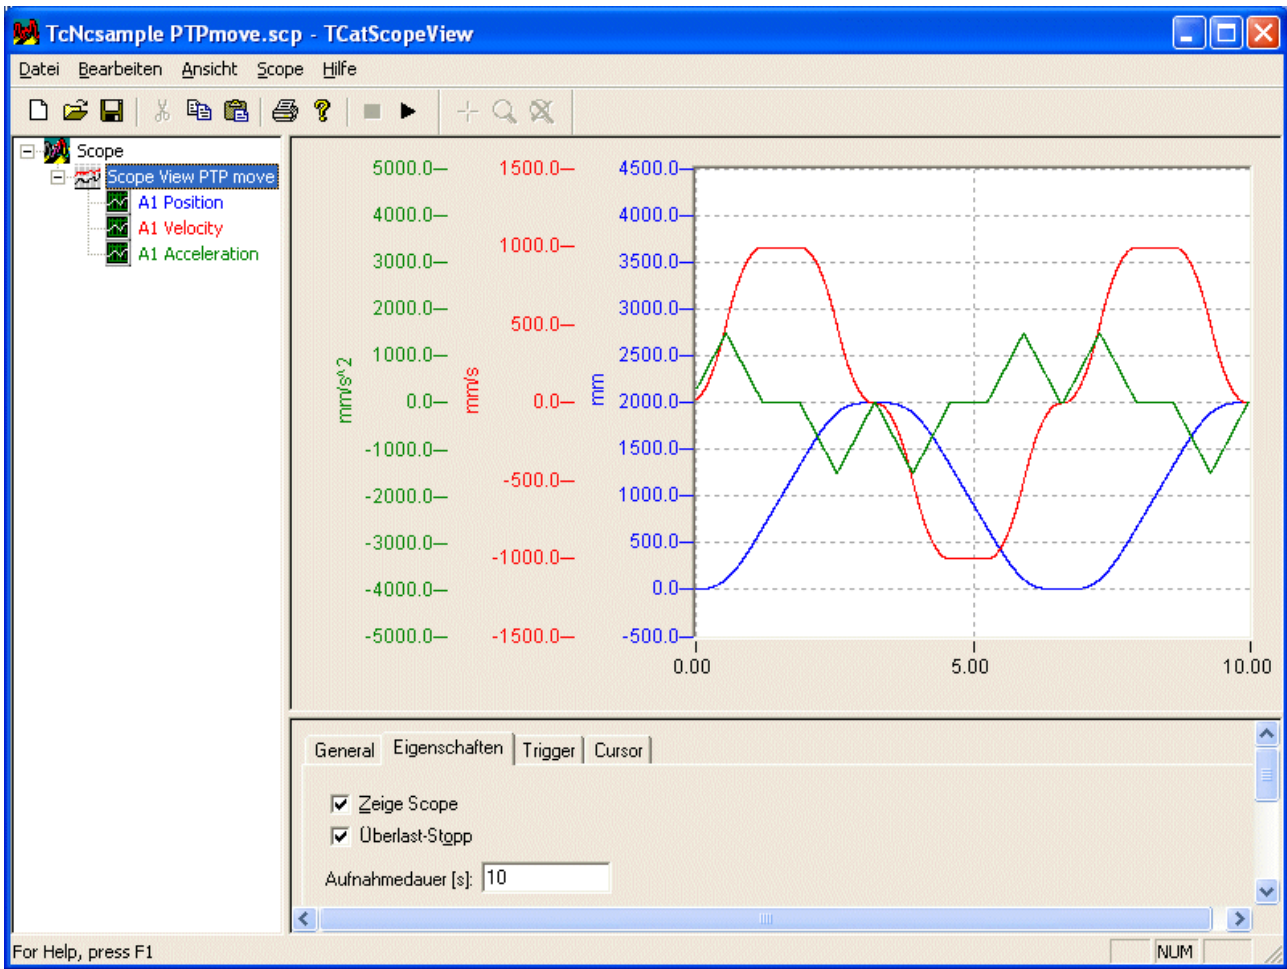 TcNcsample PTPmove.scp - TCatScopeView
Datei Bearbeiten Ansicht Scope Hilfe
Scope
Scope View PTP move
A1 Position
A1 Velocity
A1 Acceleration
5000.0 1500.0 4500.0
4000.0 4000.0
3000.0 1000.0 3500.0
2000.0 500.0 3000.0
1000.0 2500.0
mm/s^2 mm/s mm
0.0 0.0 2000.0
-1000.0 1500.0
-2000.0 -500.0 1000.0
-3000.0 -1000.0 500.0
-4000.0 0.0
-5000.0 -1500.0 -500.0
0.00 5.00 10.00
General Eigenschaften Trigger Cursor
Zeige Scope
Überlast-Stopp
Aufnahmedauer [s]: 10
For Help, press F1 NUM